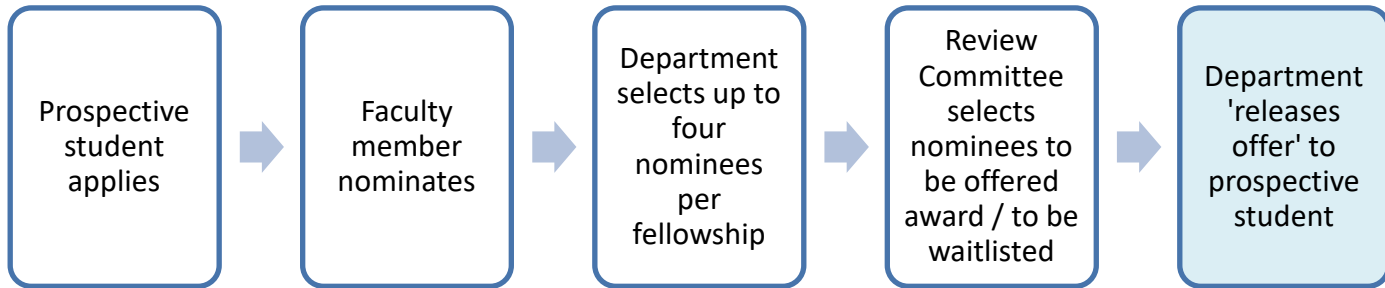 Prospective
student
applies
Faculty
member
nominates
Department
selects up to
four
nominees
per
fellowship
Review
Committee
selects
nominees to
be offered
award / to be
waitlisted
Department
'releases
offer' to
prospective
student